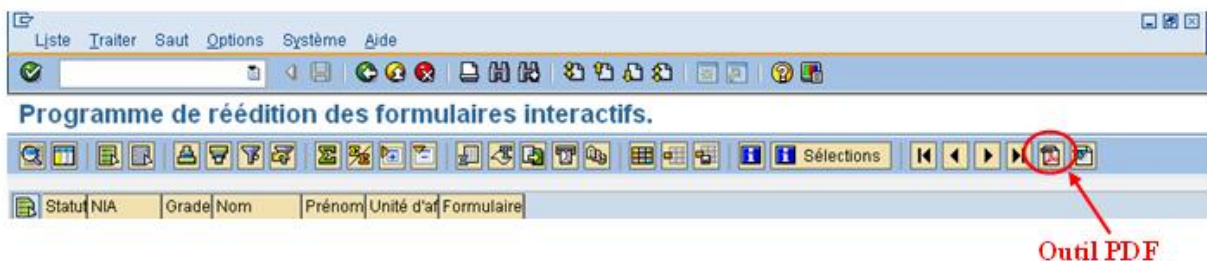 Liste Traiter Saut Options Système Aide
Programme de réédition des formulaires interactifs.
Sélections
Statut NIA Grade Nom Prénom Unité d'af Formulaire
Outil PDF